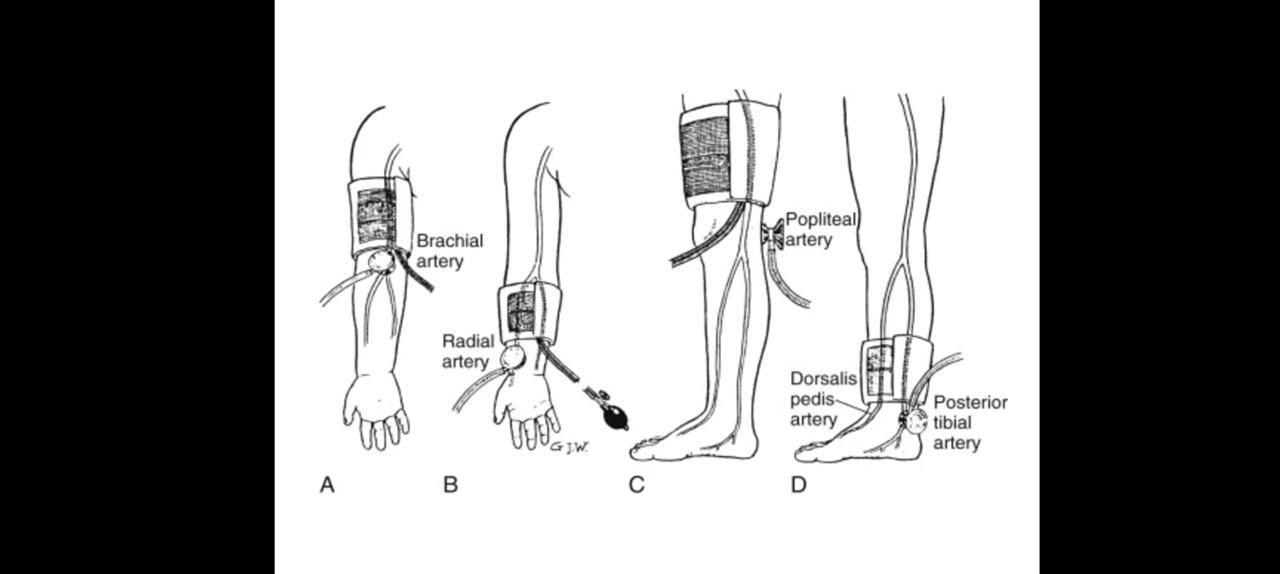 Brachial
artery
Radial
artery
G.J.W.
Popliteal
artery
Dorsalis
pedis
artery
Posterior
tibial
artery
A
B
C
D